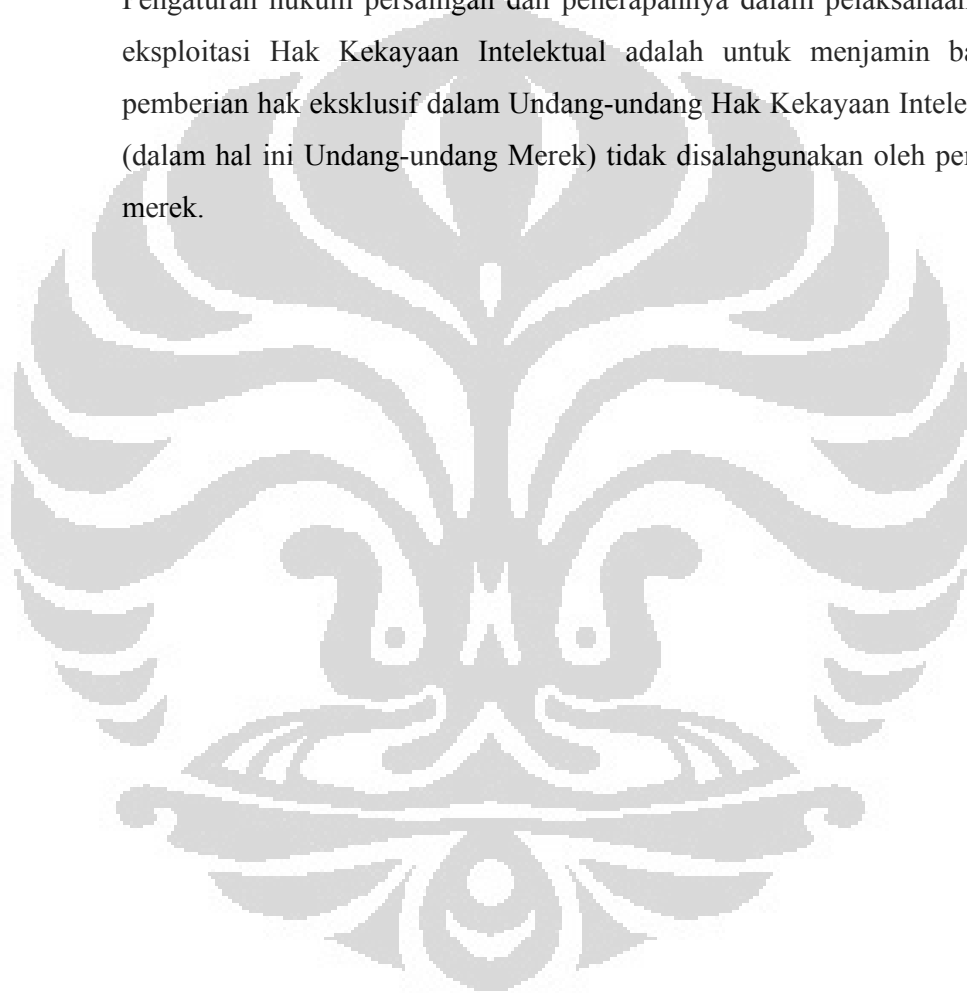 Pengaturan hukum persaingan dan penerapannya dalam pelaksanaan
eksploitasi Hak Kekayaan Intelektual adalah untuk menjamin
pemberian hak eksklusif dalam Undang-undang Hak Kekayaan
(dalam hal ini Undang-undang Merek) tidak disalahgunakan oleh
merek.